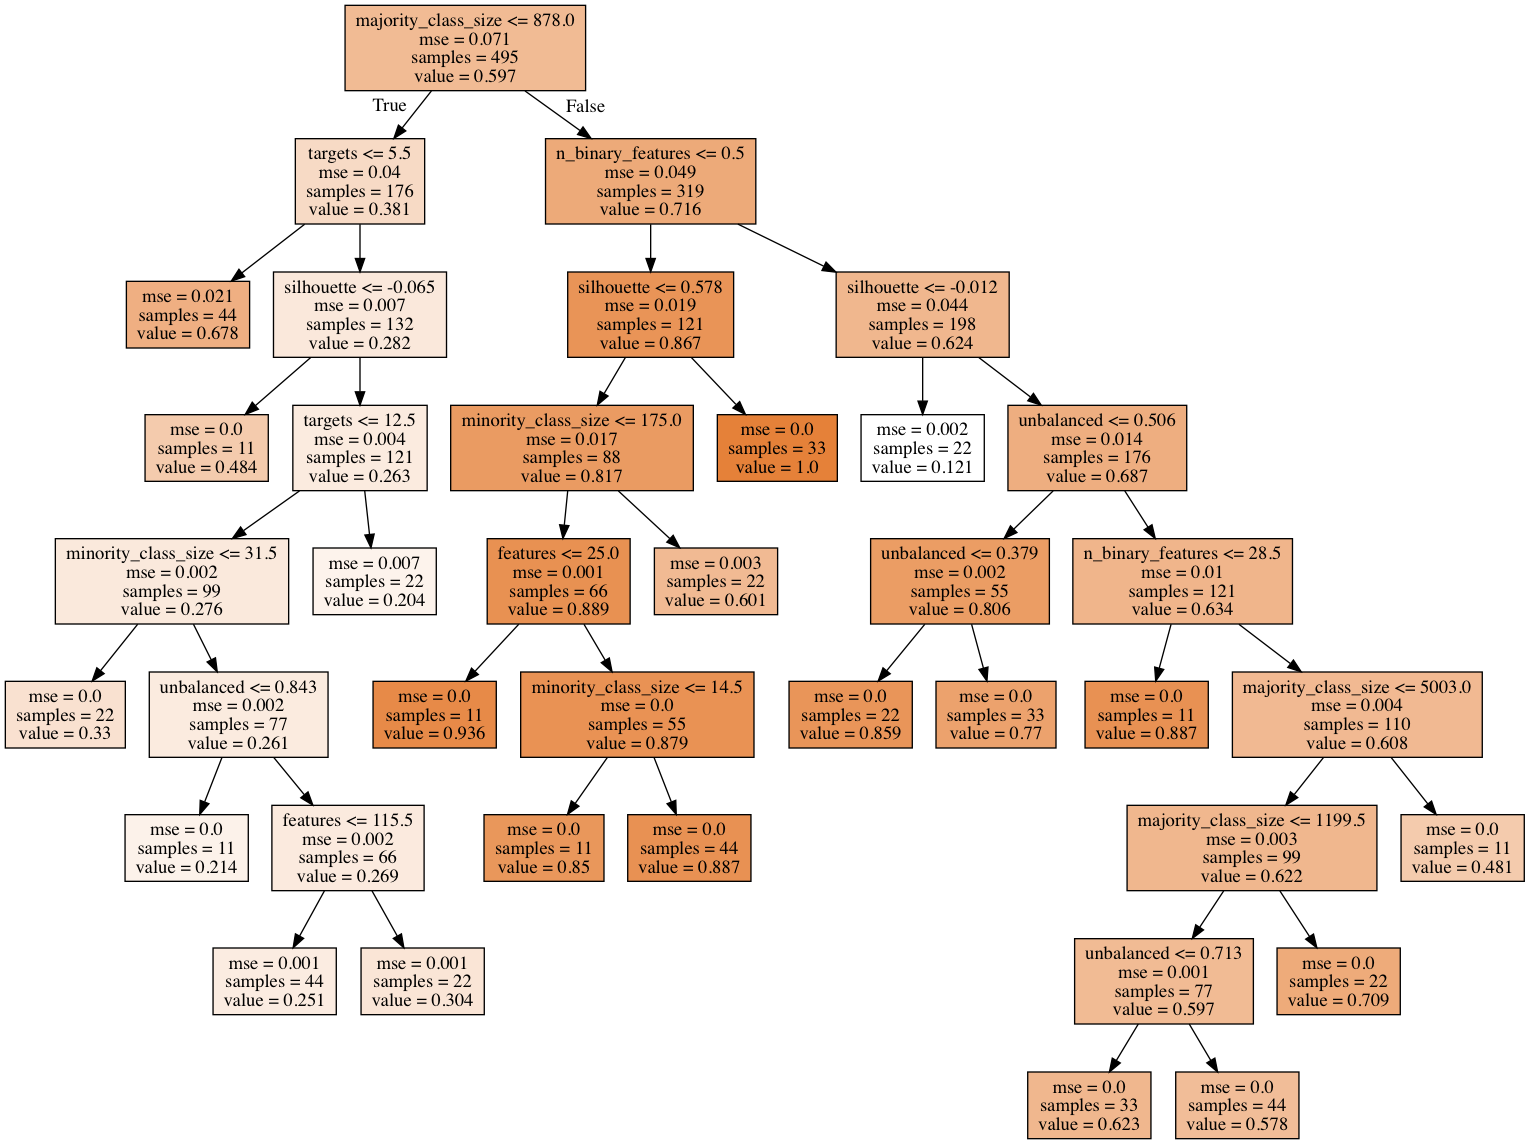 majority_class_size <= 878.0
mse = 0.071
samples = 495
value = 0.597
True
False
targets <= 5.5
mse = 0.04
samples = 176
value = 0.381
n_binary_features <= 0.5
mse = 0.049
samples = 319
value = 0.716
mse = 0.021
samples = 44
value = 0.678
silhouette <= -0.065
mse = 0.007
samples = 132
value = 0.282
silhouette <= 0.578
mse = 0.019
samples = 121
value = 0.867
silhouette <= -0.012
mse = 0.044
samples = 198
value = 0.624
mse = 0.0
samples = 11
value = 0.484
targets <= 12.5
mse = 0.004
samples = 121
value = 0.263
minority_class_size <= 175.0
mse = 0.017
samples = 88
value = 0.817
mse = 0.0
samples = 33
value = 1.0
mse = 0.002
samples = 22
value = 0.121
unbalanced <= 0.506
mse = 0.014
samples = 176
value = 0.687
minority_class_size <= 31.5
mse = 0.002
samples = 99
value = 0.276
mse = 0.007
samples = 22
value = 0.204
features <= 25.0
mse = 0.001
samples = 66
value = 0.889
mse = 0.003
samples = 22
value = 0.601
unbalanced <= 0.379
mse = 0.002
samples = 55
value = 0.806
n_binary_features <= 28.5
mse = 0.01
samples = 121
value = 0.634
mse = 0.0
samples = 22
value = 0.33
unbalanced <= 0.843
mse = 0.002
samples = 77
value = 0.261
mse = 0.0
samples = 11
value = 0.936
minority_class_size <= 14.5
mse = 0.0
samples = 55
value = 0.879
mse = 0.0
samples = 22
value = 0.859
mse = 0.0
samples = 33
value = 0.77
mse = 0.0
samples = 11
value = 0.887
majority_class_size <= 5003.0
mse = 0.004
samples = 110
value = 0.608
mse = 0.0
samples = 11
value = 0.214
features <= 115.5
mse = 0.002
samples = 66
value = 0.269
mse = 0.0
samples = 11
value = 0.85
mse = 0.0
samples = 44
value = 0.887
majority_class_size <= 1199.5
mse = 0.003
samples = 99
value = 0.622
mse = 0.0
samples = 11
value = 0.481
mse = 0.001
samples = 44
value = 0.251
mse = 0.001
samples = 22
value = 0.304
unbalanced <= 0.713
mse = 0.001
samples = 77
value = 0.597
mse = 0.0
samples = 22
value = 0.709
mse = 0.0
samples = 33
value = 0.623
mse = 0.0
samples = 44
value = 0.578